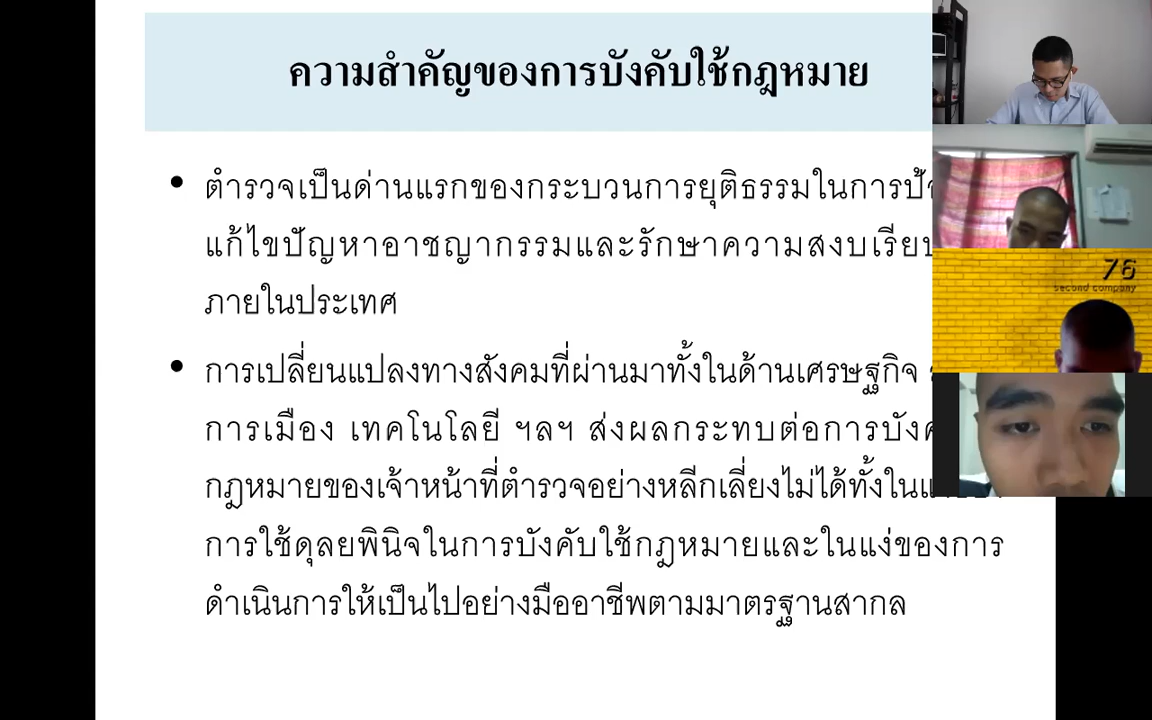 ความสำคัญของการบังคับใช้กฎหมาย
ตำรวจเป็นด่านแรกของกระบวนการยุติธรรมในการ
แก้ไขปัญหาอาชญากรรมและรักษาความสงบ
ภายในประเทศ
การเปลี่ยนแปลงทางสังคมที่ผ่านมาทั้งในด้านเศรษฐกิจ
การเมือง เทคโนโลยี ฯลฯ ส่งผลกระทบต่อการ
กฎหมายของเจ้าหน้าที่ตำรวจอย่างหลีกเลี่ยงไม่ได้ทั้งใน
การใช้ดุลยพินิจในการบังคับใช้กฎหมายและในแง่ของการ
ดำเนินการให้เป็นไปอย่างมืออาชีพตามมาตรฐานสากล
76
second company